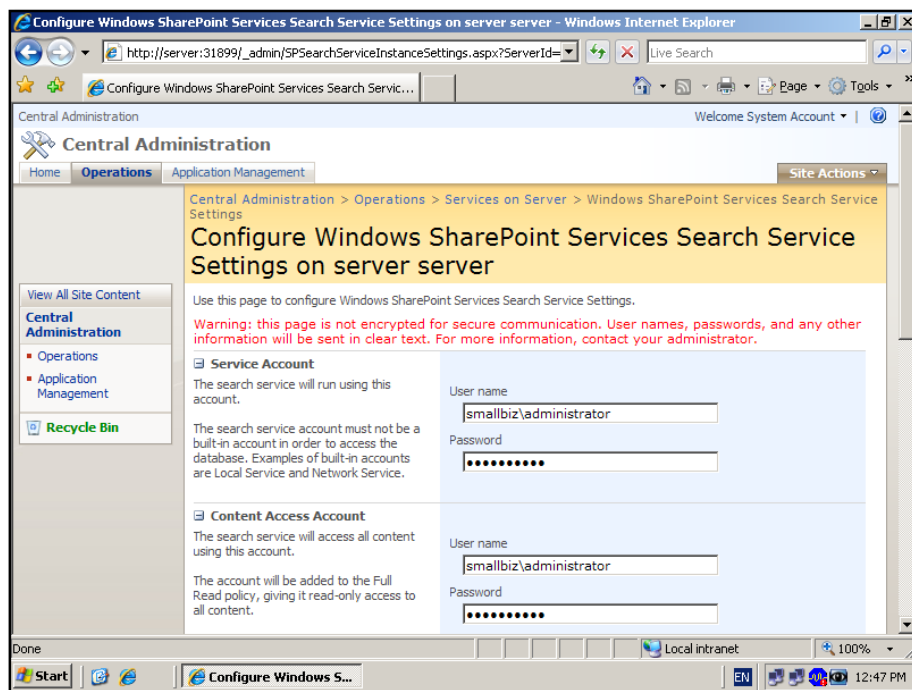 Configure Windows SharePoint Services Search Service Settings on server server - Windows Internet Explorer
http://server:31899/_admin/SPSearchServiceInstanceSettings.aspx?ServerId=
Live Search
Configure Windows SharePoint Services Search Servic...
Page
Tools
Central Administration
Welcome System Account
Central Administration
Home
Operations
Application Management
Site Actions
Central Administration > Operations > Services on Server > Windows SharePoint Services Search Service
Settings
Configure Windows SharePoint Services Search Service
Settings on server server
View All Site Content
Central
Administration
Operations
Application
Management
Recycle Bin
Use this page to configure Windows SharePoint Services Search Service Settings.
Warning: this page is not encrypted for secure communication. User names, passwords, and any other
information will be sent in clear text. For more information, contact your administrator.
Service Account
The search service will run using this
account.
The search service account must not be a
built-in account in order to access the
database. Examples of built-in accounts
are Local Service and Network Service.
User name
smallbiz\administrator
Password
••••••••••
Content Access Account
The search service will access all content
using this account.
The account will be added to the Full
Read policy, giving it read-only access to
all content.
User name
smallbiz\administrator
Password
••••••••••
Done
Local intranet
100%
Start
Configure Windows S...
EN
12:47 PM